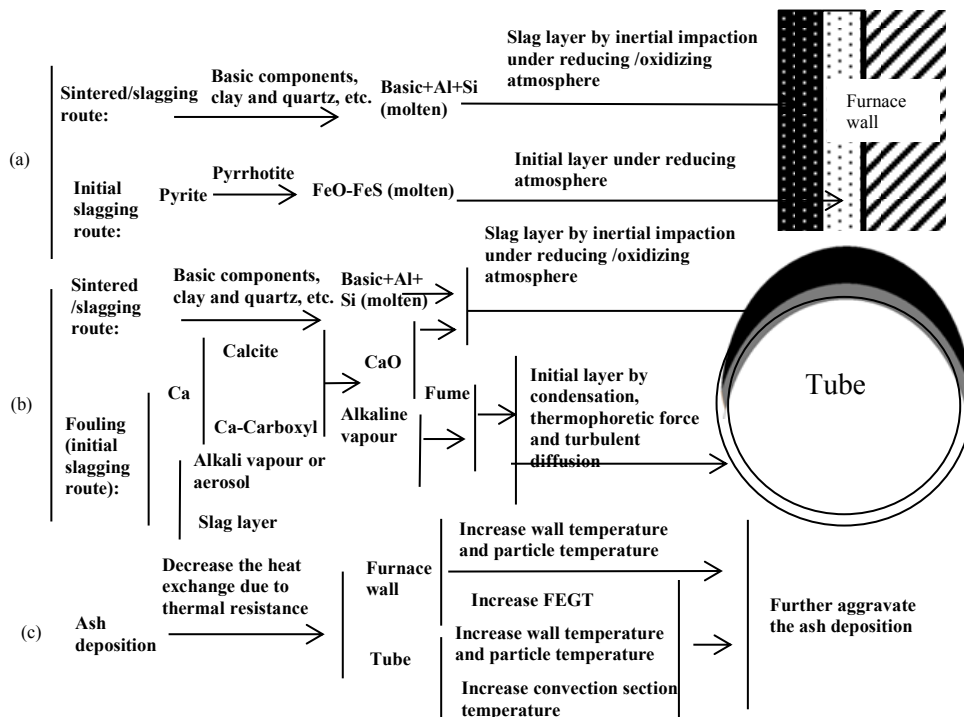 (a)
Sintered/slagging
route:
Basic components,
clay and quartz, etc.
Basic+Al+Si
(molten)
Slag layer by inertial impaction
under reducing /oxidizing
atmosphere
Furnace
wall
Initial
slagging
route:
Pyrite
Pyrrhotite
FeO-FeS (molten)
Initial layer under reducing
atmosphere
(b)
Sintered
/slagging
route:
Basic components,
clay and quartz, etc.
Basic+Al+
Si (molten)
Slag layer by inertial impaction
under reducing /oxidizing
atmosphere
Tube
Fouling
(initial
slagging
route):
Ca
Calcite
Ca-Carboxyl
CaO
Alkaline
vapour
Fume
Initial layer by
condensation,
thermophoretic force
and turbulent
diffusion
Alkali vapour or
aerosol
Slag layer
(c)
Ash
deposition
Decrease the heat
exchange due to
thermal resistance
Furnace
wall
Increase wall temperature
and particle temperature
Increase FEGT
Tube
Increase wall temperature
and particle temperature
Increase convection section
temperature
Further aggravate
the ash deposition